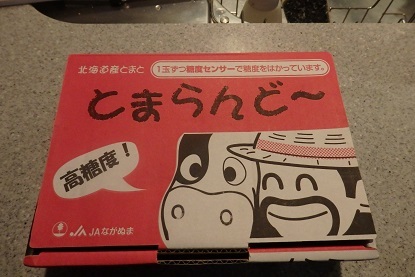 北海道産とまと
1玉ずつ糖度センサーで糖度をはかっています。
とまらんど〜
高糖度!
JA JAながぬま